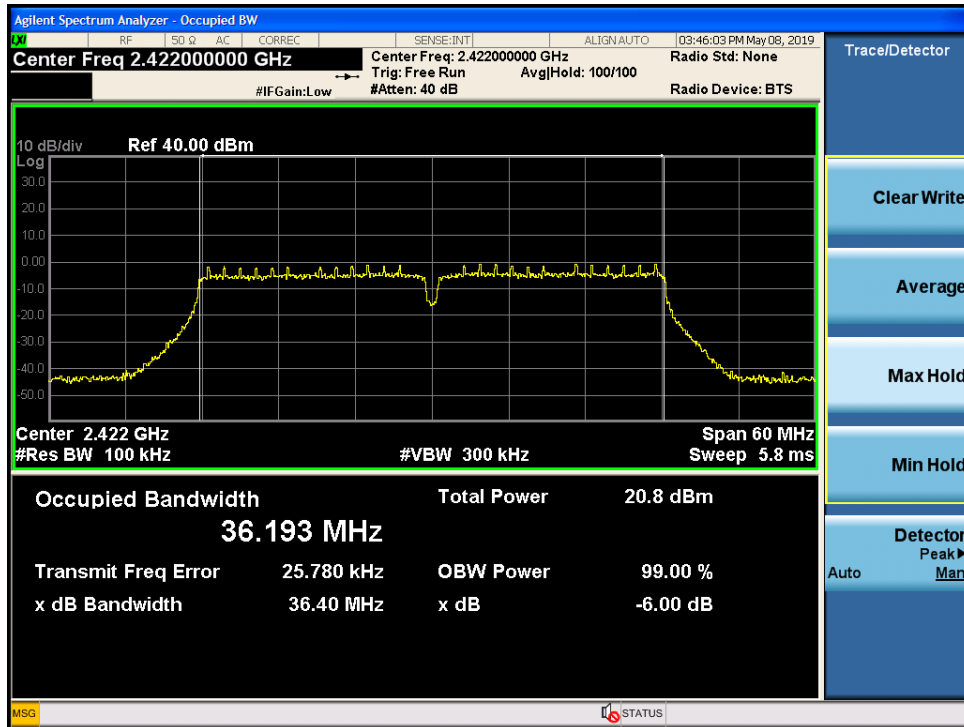 Agilent Spectrum Analyzer - Occupied BW
LXI RF 50 Ω AC CORREC SENSE:INT ALIGN AUTO 03:46:03 PM May 08, 2019
Center Freq 2.422000000 GHz
Center Freq: 2.422000000 GHz
Radio Std: None
Trig: Free Run Avg|Hold: 100/100
#IFGain:Low
#Atten: 40 dB
Radio Device: BTS
10 dB/div Ref 40.00 dBm
Log
30.0
20.0
10.0
0.00
-10.0
-20.0
-30.0
-40.0
-50.0
Center 2.422 GHz
Span 60 MHz
#Res BW 100 kHz
#VBW 300 kHz
Sweep 5.8 ms
Occupied Bandwidth
36.193 MHz
Total Power 20.8 dBm
Transmit Freq Error 25.780 kHz
OBW Power 99.00 %
x dB Bandwidth 36.40 MHz
x dB -6.00 dB
Trace/Detector
Clear Write
Average
Max Hold
Min Hold
Detector
Peak▶
Auto Man
MSG
STATUS